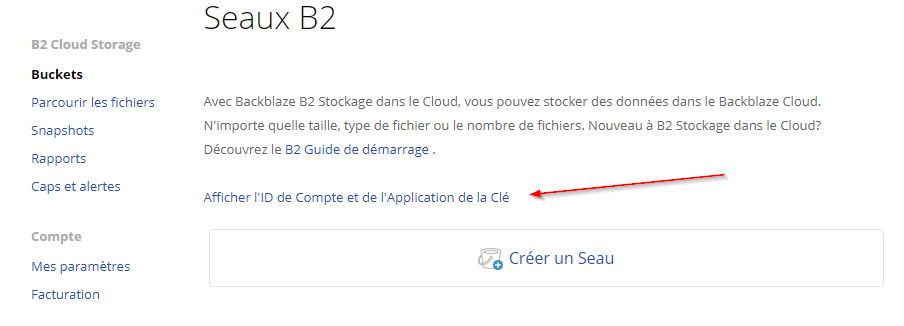 Seaux B2
B2 Cloud Storage
Buckets
Parcourir les fichiers
Snapshots
Rapports
Caps et alertes
Compte
Mes paramètres
Facturation
Avec Backblaze B2 Stockage dans le Cloud, vous pouvez stocker des données dans le Backblaze Cloud.
N'importe quelle taille, type de fichier ou le nombre de fichiers. Nouveau à B2 Stockage dans le Cloud?
Découvrez le B2 Guide de démarrage .
Afficher l'ID de Compte et de l'Application de la Clé
Créer un Seau